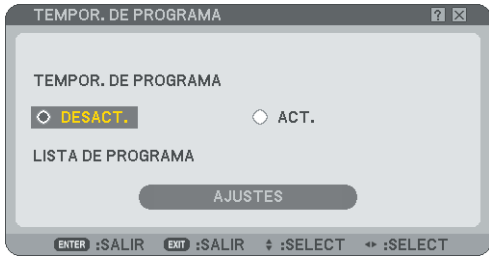 TEMPOR. DE PROGRAMA
TEMPOR. DE PROGRAMA
DESACT. ACT.
LISTA DE PROGRAMA
AJUSTES
ENTER :SALIR EXIT :SALIR :SELECT :SELECT